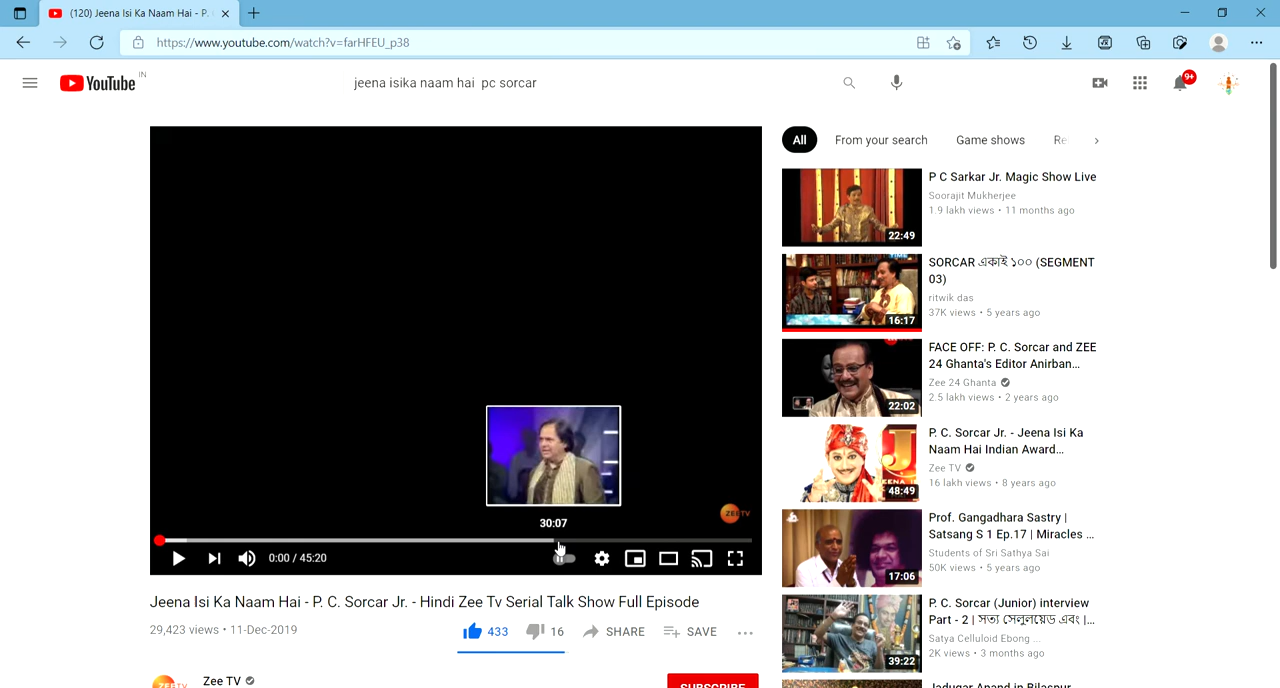 (120) Jeena Isi Ka Naam Hai - P.
https://www.youtube.com/watch?v=farHFEU_p38
YouTube IN
jeena isika naam hai pc sorcar
9+
All From your search Game shows Re
P C Sarkar Jr. Magic Show Live
Soorajit Mukherjee
1.9 lakh views • 11 months ago
22:49
SORCAR একাই ১০০ (SEGMENT
03)
ritwik das
37K views • 5 years ago
16:17
FACE OFF: P. C. Sorcar and ZEE
24 Ghanta's Editor Anirban...
Zee 24 Ghanta
2.5 lakh views • 2 years ago
22:02
P. C. Sorcar Jr. - Jeena Isi Ka
Naam Hai Indian Award...
Zee TV
16 lakh views • 8 years ago
48:49
Prof. Gangadhara Sastry |
Satsang S 1 Ep.17 | Miracles ...
Students of Sri Sathya Sai
50K views • 5 years ago
17:06
P. C. Sorcar (Junior) interview
Part - 2 | সত্য সেলুলয়েড এবং |...
Satya Celluloid Ebong ...
2K views • 3 months ago
39:22
Jadugar Anand in Bilaspur
ZEE TV
30:07
0:00 / 45:20
Jeena Isi Ka Naam Hai - P. C. Sorcar Jr. - Hindi Zee Tv Serial Talk Show Full Episode
29,423 views • 11-Dec-2019
433 16 SHARE SAVE
Zee TV
SUBSCRIBE